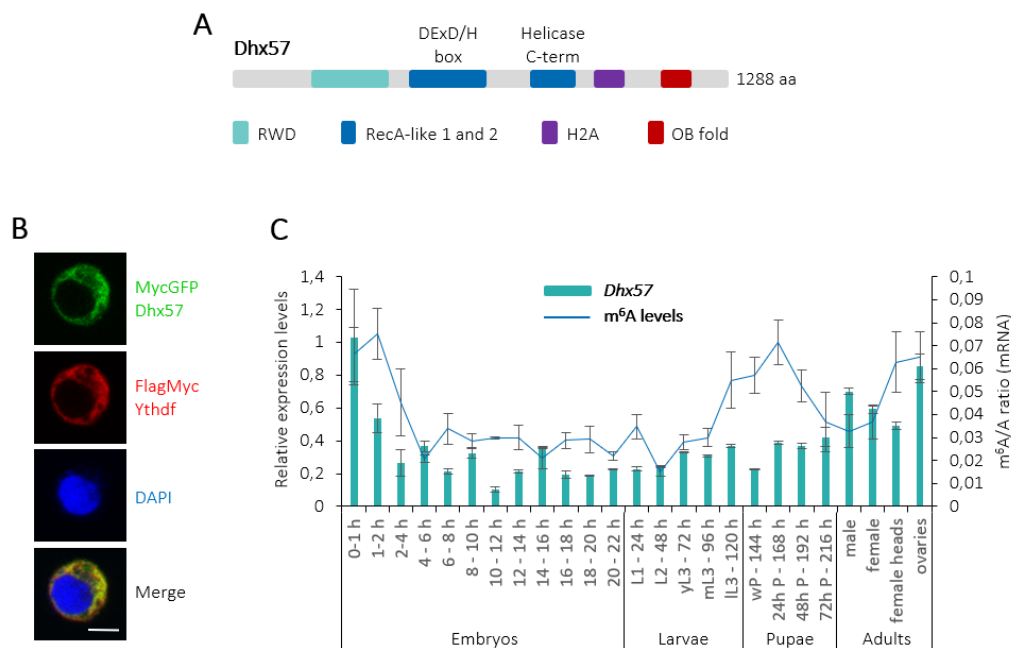 A
Dhx57
DExD/H
box
Helicase
C-term
1288 aa
RWD
RecA-like 1 and 2
H2A
OB fold
B
MycGFP
Dhx57
FlagMyc
Ythdf
DAPI
Merge
C
Relative expression levels
1,4
1,2
1
0,8
0,6
0,4
0,2
0
Dhx57
m⁶A levels
0,1
0,09
0,08
0,07
0,06
0,05
0,04
0,03
0,02
0,01
0
m⁶A/A ratio (mRNA)
0-1 h
1-2 h
2-4 h
4 - 6 h
6 - 8 h
8 - 10 h
10 - 12 h
12 - 14 h
14 - 16 h
16 - 18 h
18 - 20 h
20 - 22 h
L1 - 24 h
L2 - 48 h
yL3 - 72 h
mL3 - 96 h
lL3 - 120 h
wP - 144 h
24h P - 168 h
48h P - 192 h
72h P - 216 h
male
female
female heads
ovaries
Embryos
Larvae
Pupae
Adults